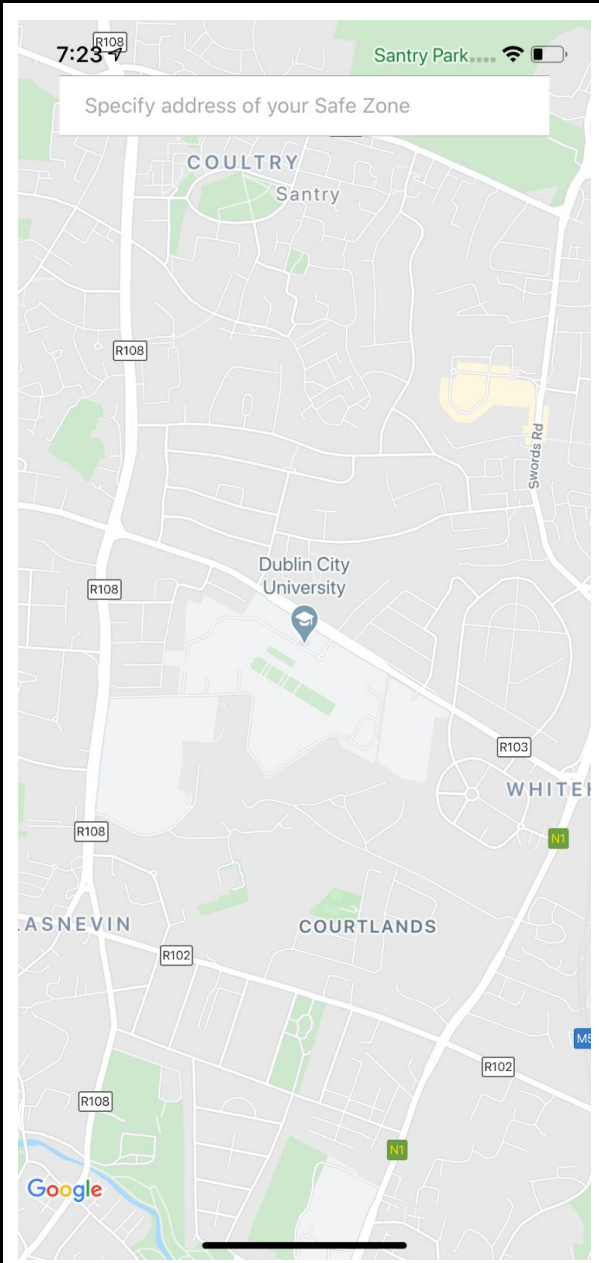 R108
7:23
Santry Park
Specify address of your Safe Zone
COULTRY
Santry
R108
Swords Rd
Dublin City
University
R108
R103
WHITEH
N1
R108
LASNEVIN
COURTLANDS
R102
M5
R102
R108
N1
Google